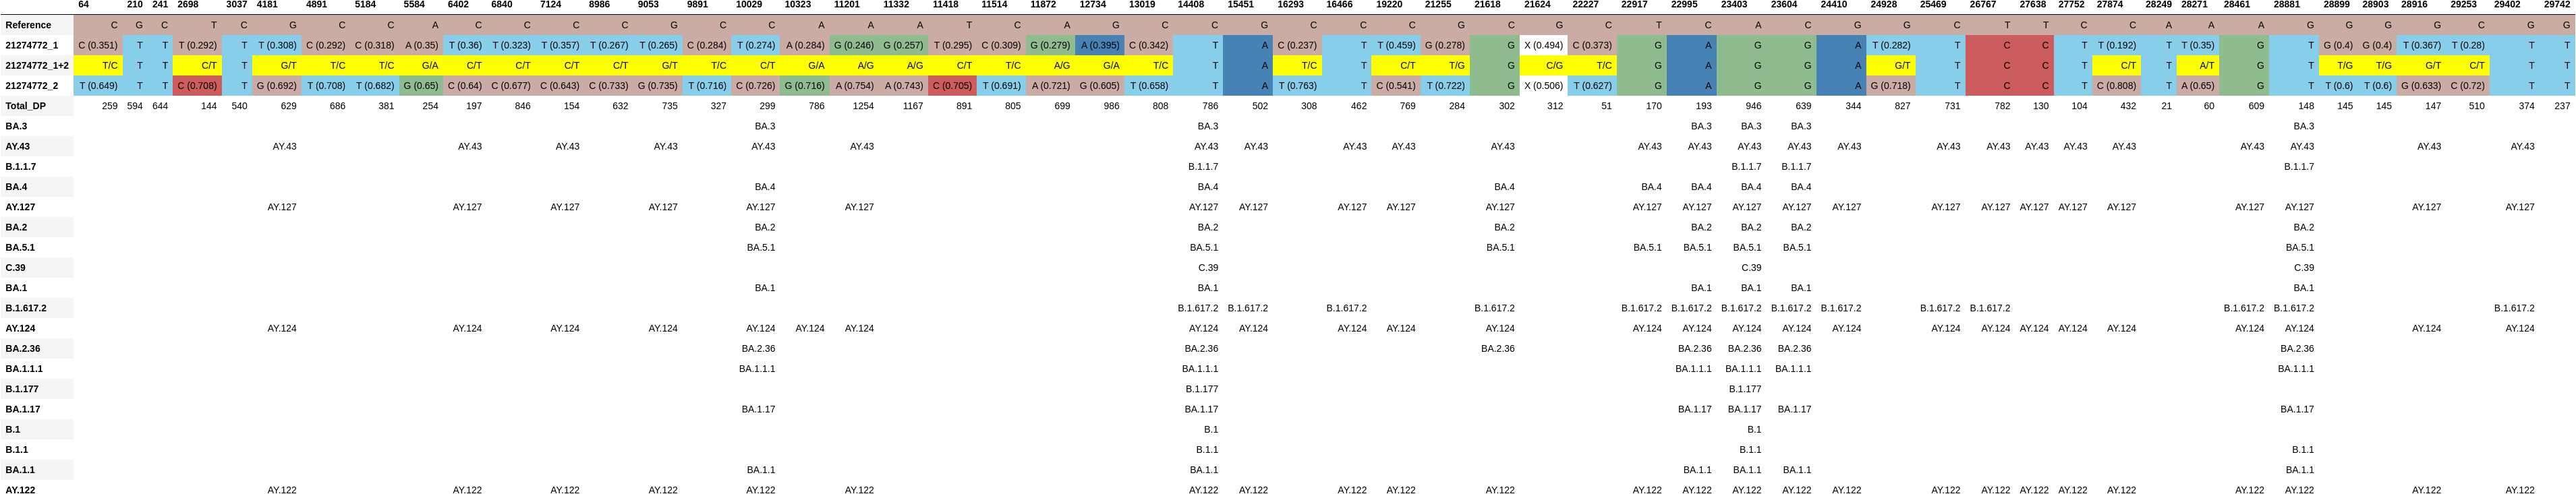 64 210 241 2698 3037 4181 4891 5184 5584 6402 6840 7124 8986 9053 9891 10029 10323 11201 11332 11418 11514 11872 12734 13019 14408 15451 16293 16466 19220 21255 21618 21624 22227 22917 22995 23403 23604 24410 24928 25469 26767 27638 27752 27874 28249 28271 28461 28881 28899 28903 28916 29253 29402 29742
Reference C G C T C G C C A C C C C G C C A A A T C A G C C G C C C G C G C T C A C G G C T T C C A A A G G G G C G G
21274772_1 C (0.351) T T T (0.292) T T (0.308) C (0.292) C (0.318) A (0.35) T (0.36) T (0.323) T (0.357) T (0.267) T (0.265) C (0.284) T (0.274) A (0.284) G (0.246) G (0.257) T (0.295) C (0.309) G (0.279) A (0.395) C (0.342) T A C (0.237) T T (0.459) G (0.278) G X (0.494) C (0.373) G A G G A T (0.282) T C C T T (0.192) T T (0.35) G T G (0.4) G (0.4) T (0.367) T (0.28) T T
21274772_1+2 T/C T T C/T T G/T T/C T/C G/A C/T C/T C/T C/T G/T T/C C/T G/A A/G A/G C/T T/C A/G G/A T/C T A T/C T C/T T/G G C/G T/C G A G G A G/T T C C T C/T T A/T G T T/G T/G G/T C/T T T
21274772_2 T (0.649) T T C (0.708) T G (0.692) T (0.708) T (0.682) G (0.65) C (0.64) C (0.677) C (0.643) C (0.733) G (0.735) T (0.716) C (0.726) G (0.716) A (0.754) A (0.743) C (0.705) T (0.691) A (0.721) G (0.605) T (0.658) T A T (0.763) T C (0.541) T (0.722) G X (0.506) T (0.627) G A G G A G (0.718) T C C T C (0.808) T A (0.65) G T T (0.6) T (0.6) G (0.633) C (0.72) T T
Total_DP 259 594 644 144 540 629 686 381 254 197 846 154 632 735 327 299 786 1254 1167 891 805 699 986 808 786 502 308 462 769 284 302 312 51 170 193 946 639 344 827 731 782 130 104 432 21 60 609 148 145 145 147 510 374 237
BA.3 BA.3 BA.3 BA.3 BA.3 BA.3 BA.3
AY.43 AY.43 AY.43 AY.43 AY.43 AY.43 AY.43 AY.43 AY.43 AY.43 AY.43 AY.43 AY.43 AY.43 AY.43 AY.43 AY.43 AY.43 AY.43 AY.43 AY.43 AY.43 AY.43 AY.43 AY.43 AY.43
B.1.1.7 B.1.1.7 B.1.1.7 B.1.1.7 B.1.1.7
BA.4 BA.4 BA.4 BA.4 BA.4 BA.4 BA.4 BA.4
AY.127 AY.127 AY.127 AY.127 AY.127 AY.127 AY.127 AY.127 AY.127 AY.127 AY.127 AY.127 AY.127 AY.127 AY.127 AY.127 AY.127 AY.127 AY.127 AY.127 AY.127 AY.127 AY.127 AY.127 AY.127 AY.127
BA.2 BA.2 BA.2 BA.2 BA.2 BA.2 BA.2 BA.2
BA.5.1 BA.5.1 BA.5.1 BA.5.1 BA.5.1 BA.5.1 BA.5.1 BA.5.1 BA.5.1
C.39 C.39 C.39 C.39
BA.1 BA.1 BA.1 BA.1 BA.1 BA.1 BA.1
B.1.617.2 B.1.617.2 B.1.617.2 B.1.617.2 B.1.617.2 B.1.617.2 B.1.617.2 B.1.617.2 B.1.617.2 B.1.617.2 B.1.617.2 B.1.617.2 B.1.617.2 B.1.617.2 B.1.617.2
AY.124 AY.124 AY.124 AY.124 AY.124 AY.124 AY.124 AY.124 AY.124 AY.124 AY.124 AY.124 AY.124 AY.124 AY.124 AY.124 AY.124 AY.124 AY.124 AY.124 AY.124 AY.124 AY.124 AY.124 AY.124 AY.124 AY.124
BA.2.36 BA.2.36 BA.2.36 BA.2.36 BA.2.36 BA.2.36 BA.2.36 BA.2.36
BA.1.1.1 BA.1.1.1 BA.1.1.1 BA.1.1.1 BA.1.1.1 BA.1.1.1 BA.1.1.1
B.1.177 B.1.177 B.1.177
BA.1.17 BA.1.17 BA.1.17 BA.1.17 BA.1.17 BA.1.17 BA.1.17
B.1 B.1 B.1
B.1.1 B.1.1 B.1.1 B.1.1
BA.1.1 BA.1.1 BA.1.1 BA.1.1 BA.1.1 BA.1.1 BA.1.1
AY.122 AY.122 AY.122 AY.122 AY.122 AY.122 AY.122 AY.122 AY.122 AY.122 AY.122 AY.122 AY.122 AY.122 AY.122 AY.122 AY.122 AY.122 AY.122 AY.122 AY.122 AY.122 AY.122 AY.122 AY.122 AY.122